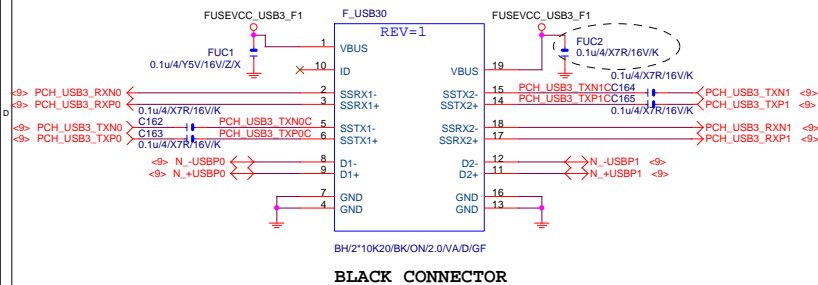 FUSEVCC_USB3_F1 F_USB30 FUSEVCC_USB3_F1
REV=1
FUC1
0.1u/4/Y5V/16V/Z/X
FUC2
0.1u/4/X7R/16V/K
1 VBUS
10 ID
VBUS 19
0.1u/4/X7R/16V/K
<9> PCH_USB3_RXN0 2 SSRX1-
<9> PCH_USB3_RXP0 3 SSRX1+
SSTX2- 15 PCH_USB3_TXN1C C164 PCH_USB3_TXN1 <9>
SSTX2+ 14 PCH_USB3_TXP1C C165 PCH_USB3_TXP1 <9>
0.1u/4/X7R/16V/K
0.1u/4/X7R/16V/K
<9> PCH_USB3_TXN0 C162 PCH_USB3_TXN0C 5 SSTX1-
<9> PCH_USB3_TXP0 C163 PCH_USB3_TXP0C 6 SSTX1+
0.1u/4/X7R/16V/K
SSRX2- 18 PCH_USB3_RXN1 <9>
SSRX2+ 17 PCH_USB3_RXP1 <9>
<9> N_-USBP0 8 D1-
<9> N_+USBP0 9 D1+
D2- 12 N_-USBP1 <9>
D2+ 11 N_+USBP1 <9>
7 GND
4 GND
GND 16
GND 13
D
BH/2*10K20/BK/ON/2.0/VA/D/GF
BLACK CONNECTOR